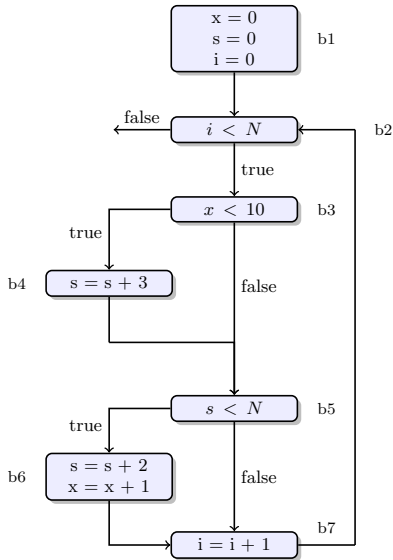 x = 0
s = 0
i = 0
b1
false
i < N
b2
true
x < 10
b3
true
b4
s = s + 3
false
s < N
b5
true
b6
s = s + 2
x = x + 1
false
b7
i = i + 1